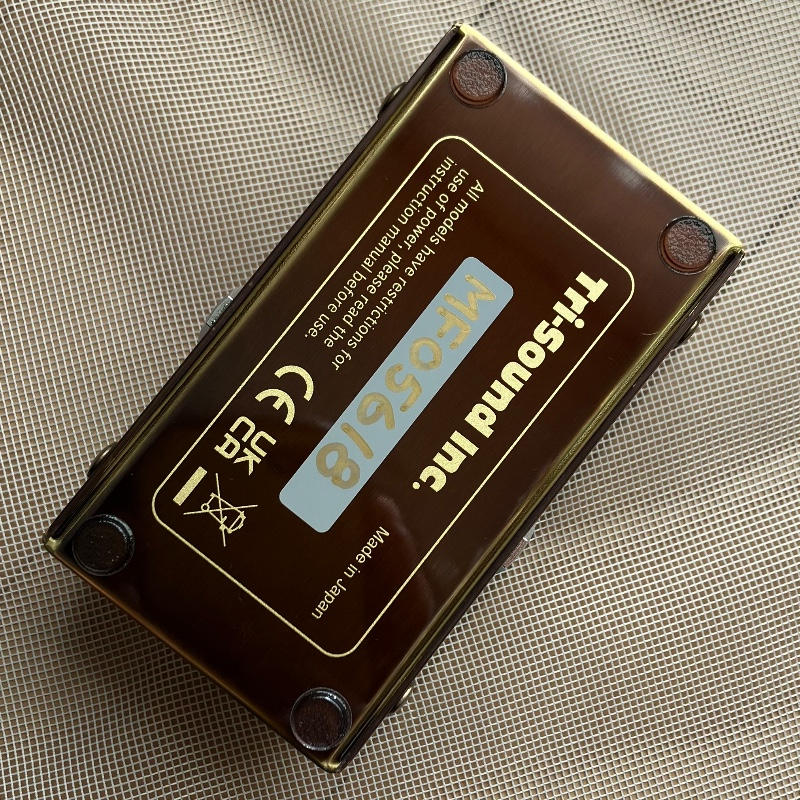 Tri-Sound Inc.
MF05618
All models have restrictions for
use of power, please read the
instruction manual before use.
CE
UK
CA
Made in Japan